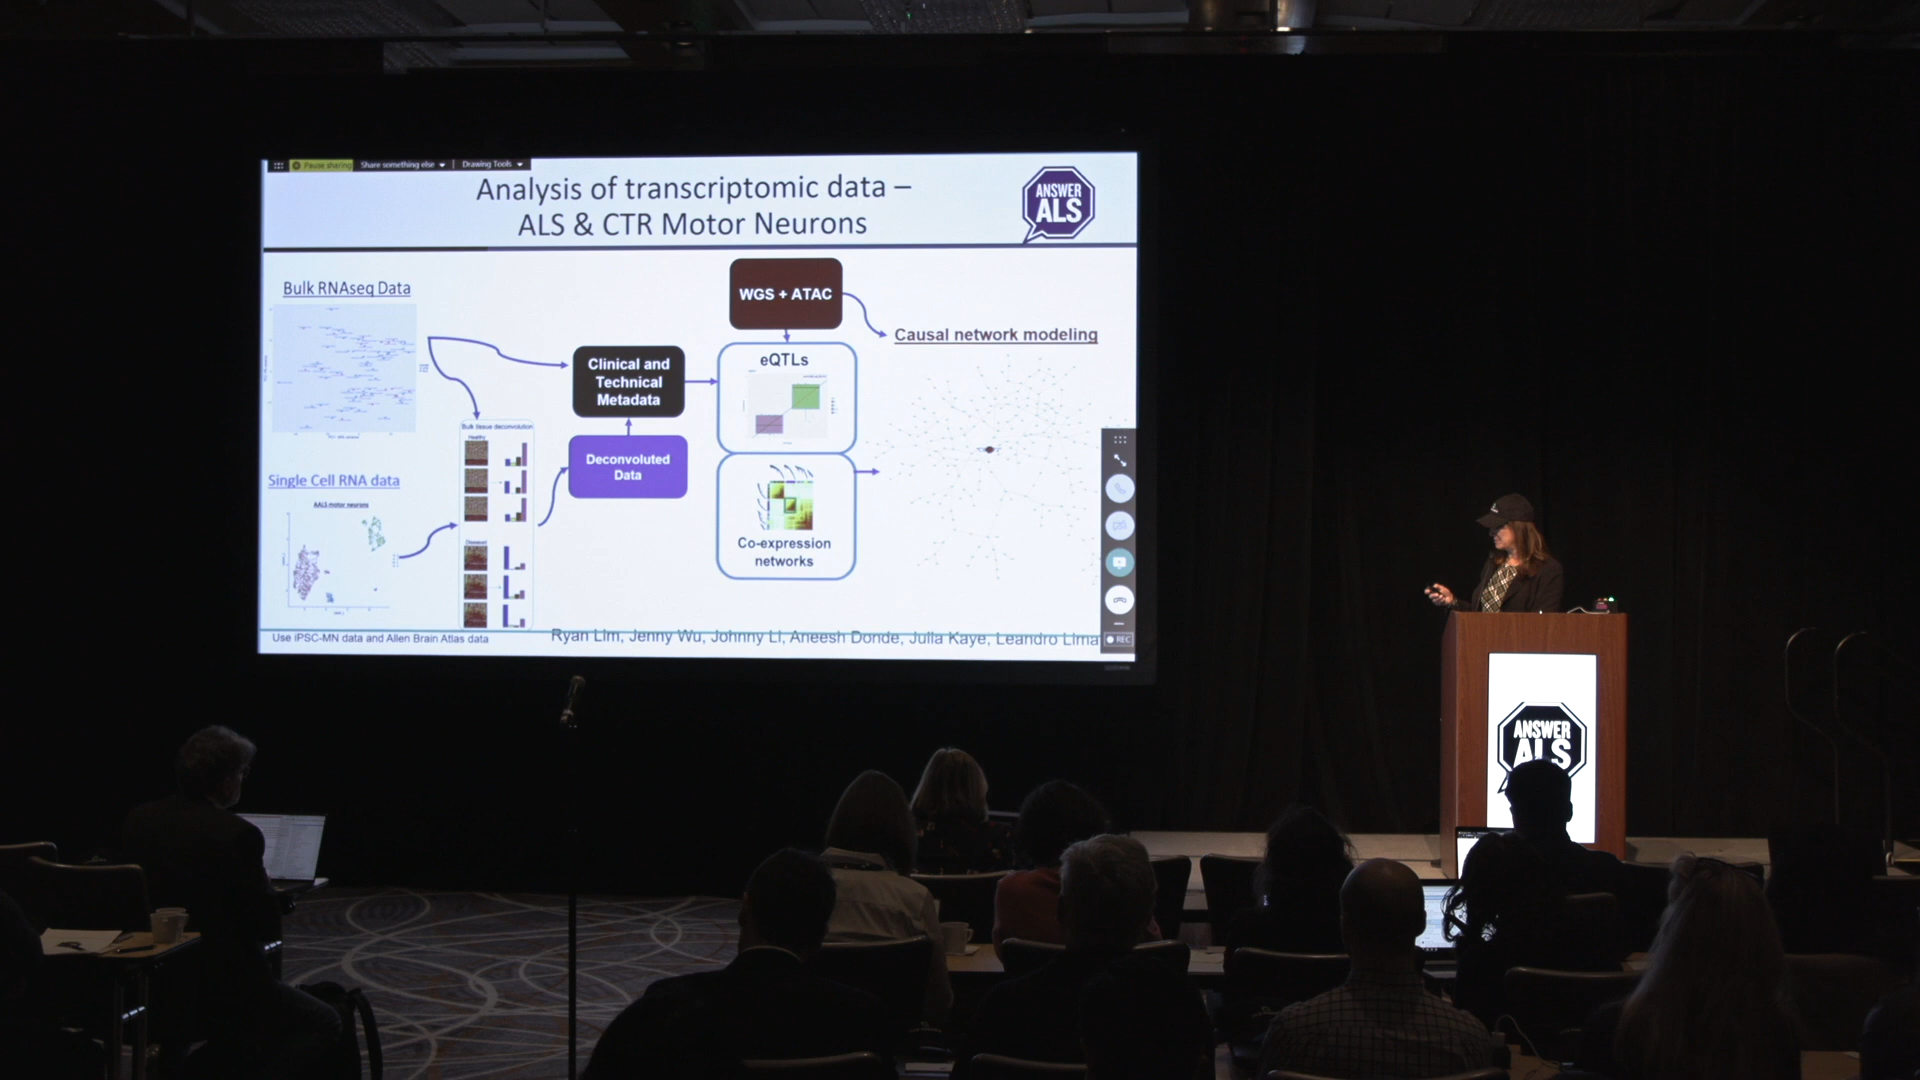 Pause sharing
Share something else
Drawing Tools
Analysis of transcriptomic data –
ALS & CTR Motor Neurons
ANSWER
ALS
Bulk RNAseq Data
WGS + ATAC
Causal network modeling
eQTLs
Clinical and
Technical
Metadata
Bulk tissue deconvolution
Healthy
Deconvoluted
Data
Single Cell RNA data
AALS motor neurons
Diseased
Co-expression
networks
Use iPSC-MN data and Allen Brain Atlas data
Ryan Lim, Jenny Wu, Johnny Li, Aneesh Donde, Julia Kaye, Leandro Lima
REC
ANSWER
ALS